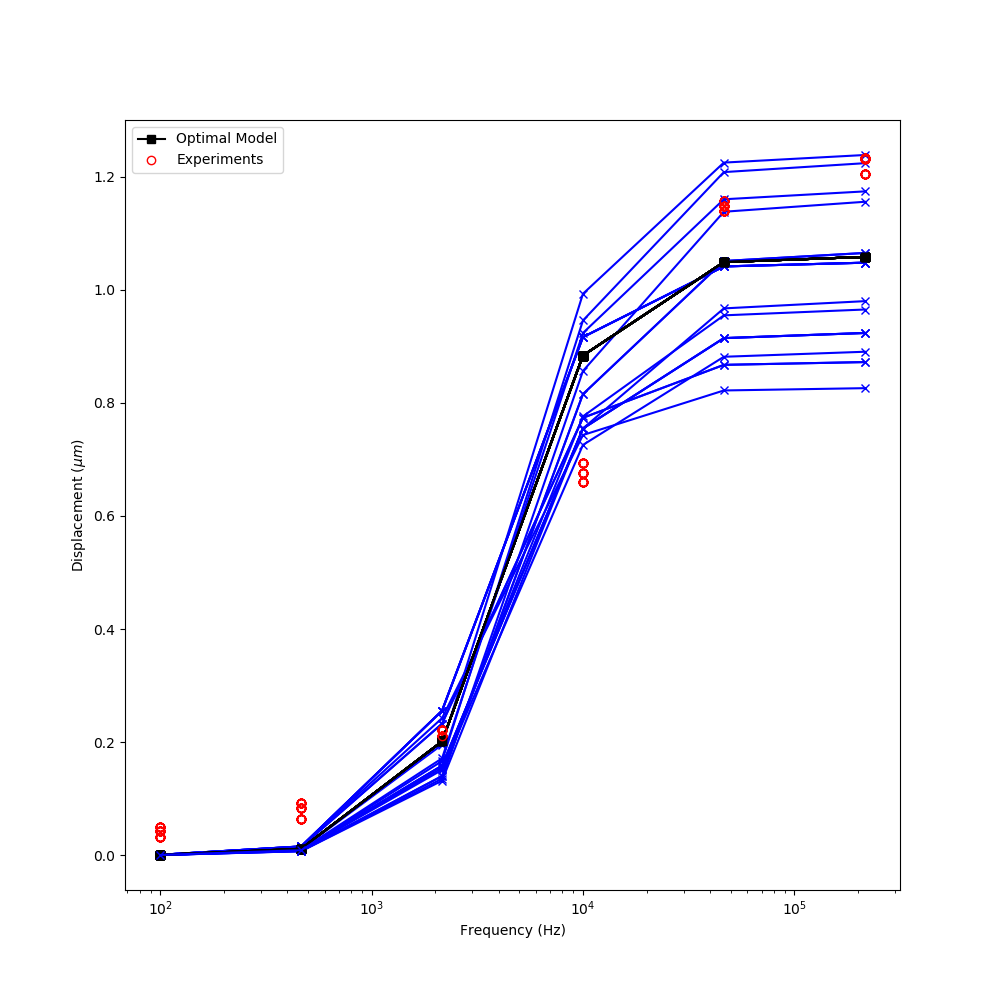 Optimal Model
Experiments
1.2
1.0
0.8
0.6
0.4
0.2
0.0
Displacement (μm)
10²
10³
10⁴
10⁵
Frequency (Hz)